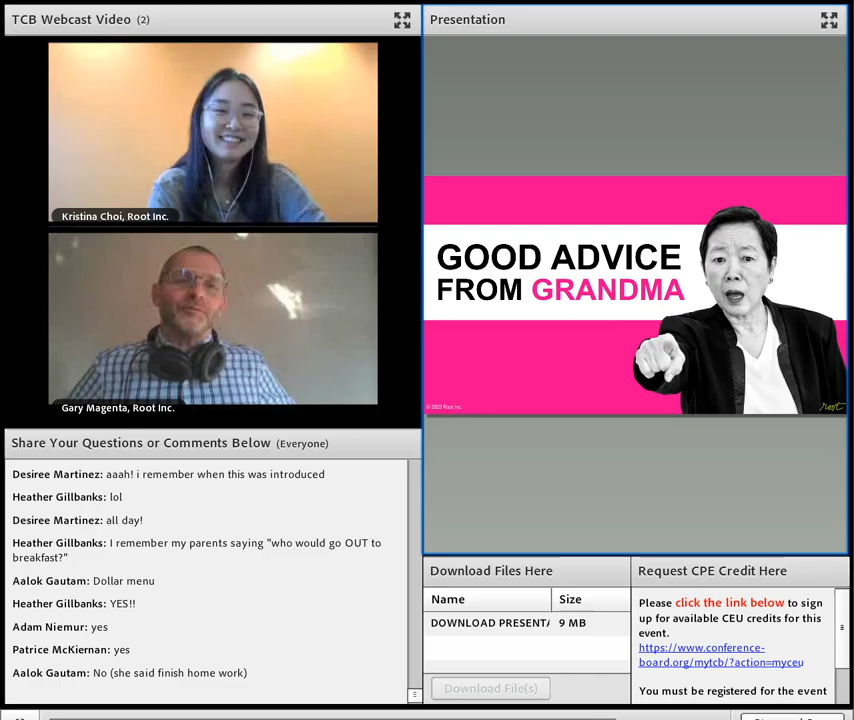 TCB Webcast Video (2)
Kristina Choi, Root Inc.
Gary Magenta, Root Inc.
Share Your Questions or Comments Below (Everyone)
Desiree Martinez: aaah! i remember when this was introduced
Heather Gillbanks: lol
Desiree Martinez: all day!
Heather Gillbanks: I remember my parents saying "who would go OUT to
breakfast?"
Aalok Gautam: Dollar menu
Heather Gillbanks: YES!!
Adam Niemur: yes
Patrice McKiernan: yes
Aalok Gautam: No (she said finish home work)
Presentation
GOOD ADVICE
FROM GRANDMA
© 2020 Root Inc.
root
Download Files Here
Name Size
DOWNLOAD PRESENTA 9 MB
Download File(s)
Request CPE Credit Here
Please click the link below to sign
up for available CEU credits for this
event.
https://www.conference-
board.org/mytcb/?action=myceu
You must be registered for the event